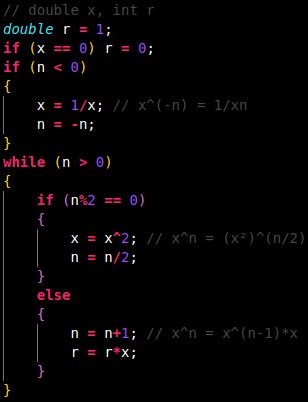 // double x, int r
double r = 1;
if (x == 0) r = 0;
if (n < 0)
{
x = 1/x; // x^(-n) = 1/xn
n = -n;
}
while (n > 0)
{
if (n%2 == 0)
{
x = x^2; // x^n = (x²)^(n/2)
n = n/2;
}
else
{
n = n+1; // x^n = x^(n-1)*x
r = r*x;
}
}